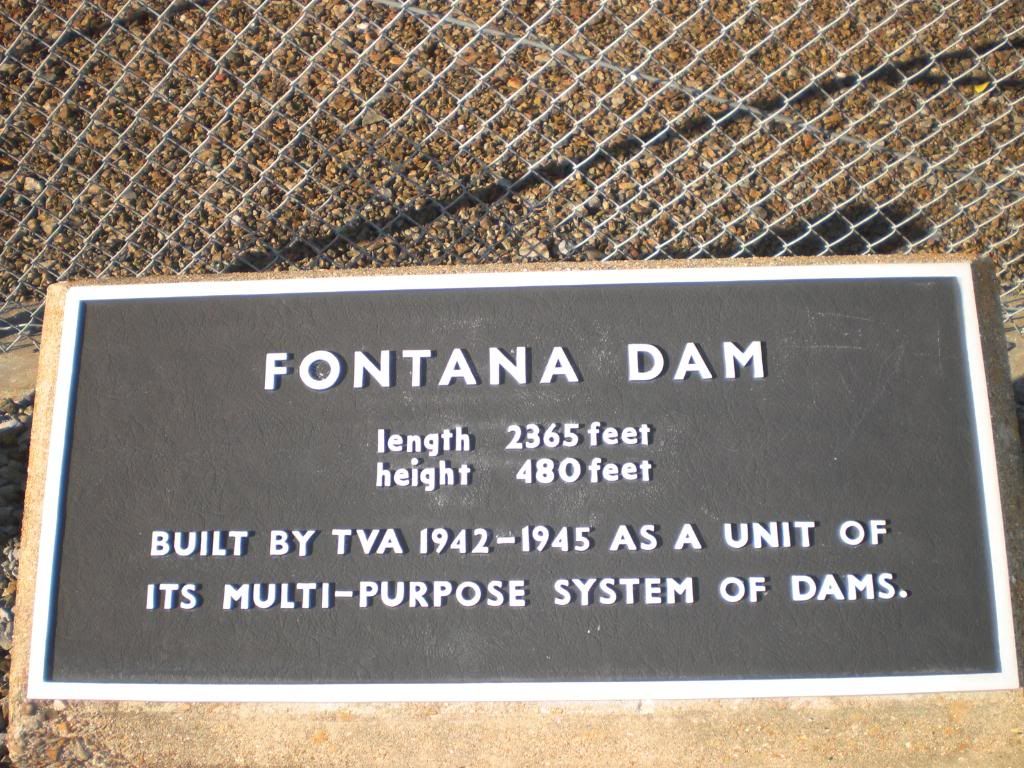 FONTANA DAM
length 2365 feet
height 480 feet
BUILT BY TVA 1942-1945 AS A UNIT OF
ITS MULTI-PURPOSE SYSTEM OF DAMS.